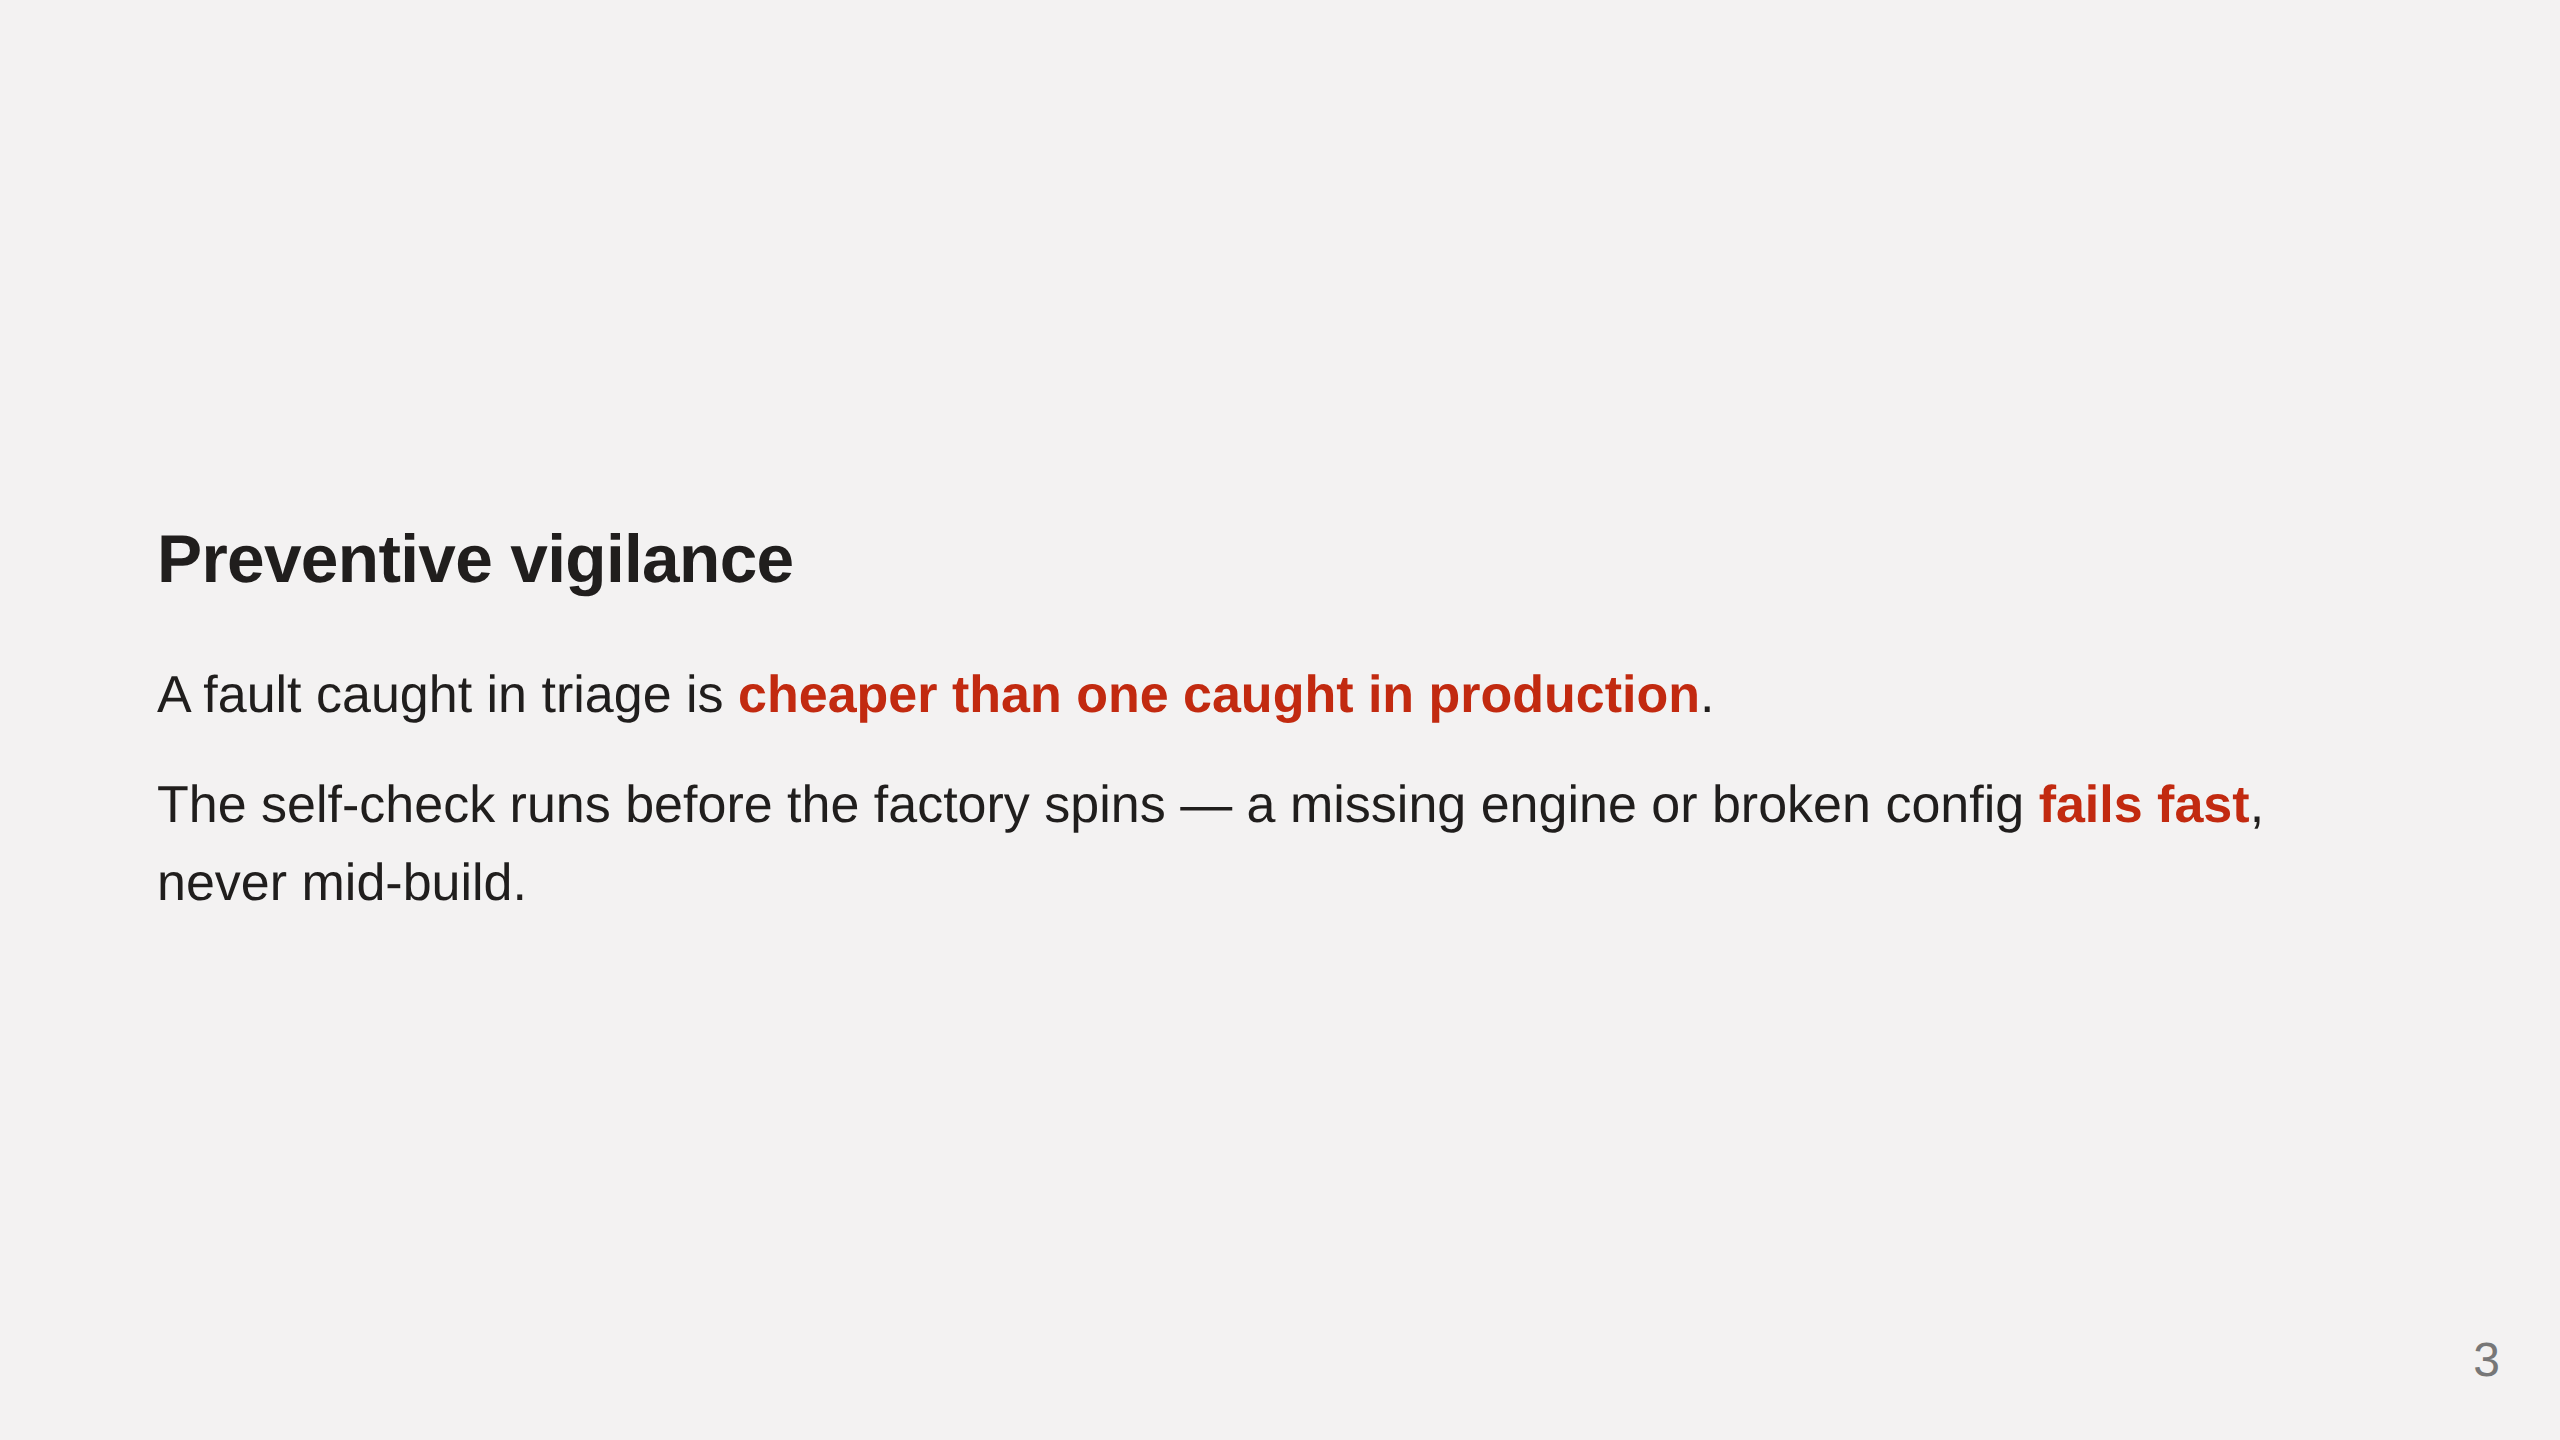 Preventive vigilance
A fault caught in triage is cheaper than one caught in production.
The self-check runs before the factory spins — a missing engine or broken config fails fast,
never mid-build.
3